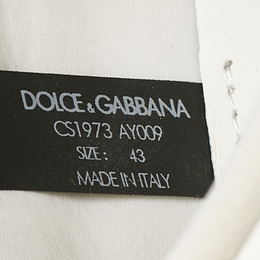 DOLCE & GABBANA
CS1973 AY009
SIZE: 43
MADE IN ITALY